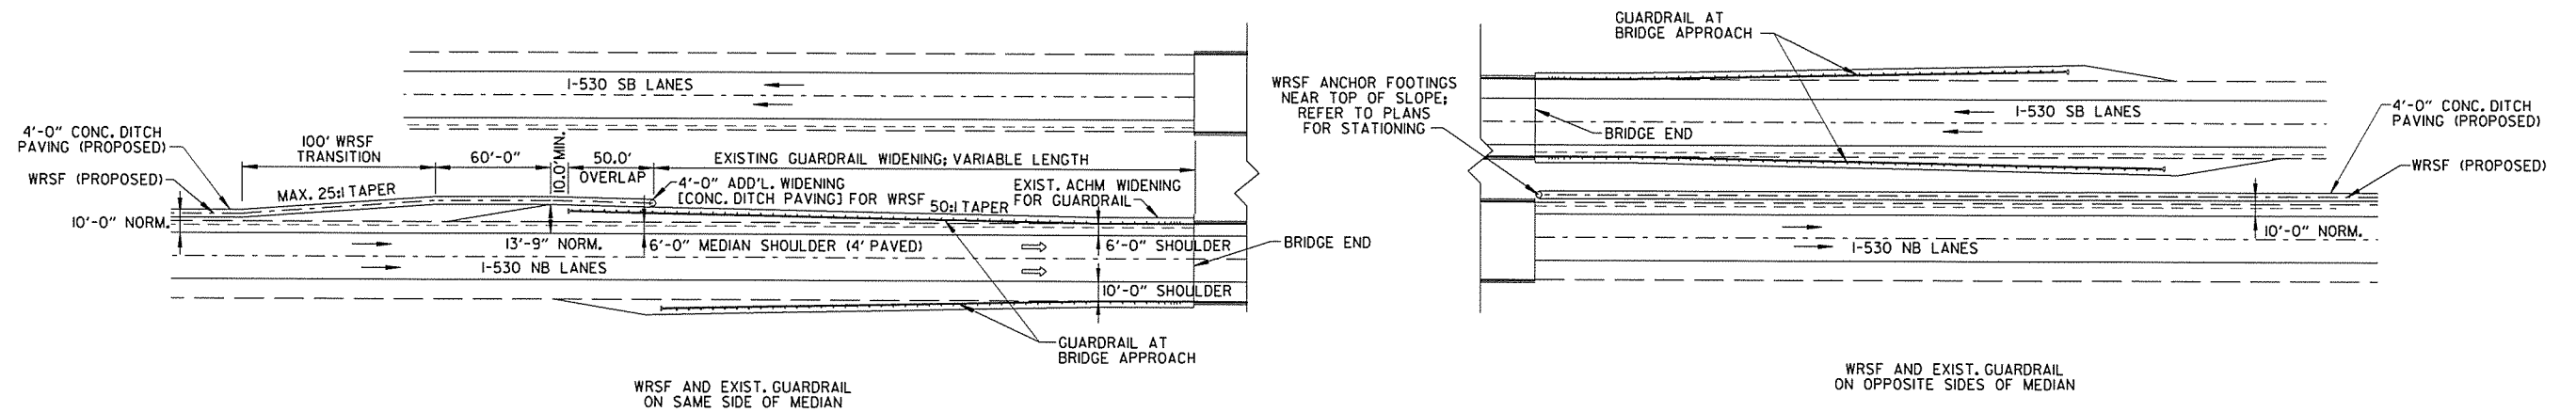 I-530 SB LANES
4'-0" CONC. DITCH
PAVING (PROPOSED)
100' WRSF
TRANSITION
60'-0"
10.0' MIN.
50.0'
OVERLAP
EXISTING GUARDRAIL WIDENING; VARIABLE LENGTH
WRSF (PROPOSED)
MAX. 25:1 TAPER
4'-0" ADD'L. WIDENING
[CONC. DITCH PAVING] FOR WRSF
EXIST. ACHM WIDENING
FOR GUARDRAIL
50:1 TAPER
10'-0" NORM.
13'-9" NORM.
6'-0" MEDIAN SHOULDER (4' PAVED)
6'-0" SHOULDER
BRIDGE END
I-530 NB LANES
10'-0" SHOULDER
GUARDRAIL AT
BRIDGE APPROACH
WRSF AND EXIST. GUARDRAIL
ON SAME SIDE OF MEDIAN
GUARDRAIL AT
BRIDGE APPROACH
WRSF ANCHOR FOOTINGS
NEAR TOP OF SLOPE;
REFER TO PLANS
FOR STATIONING
BRIDGE END
I-530 SB LANES
4'-0" CONC. DITCH
PAVING (PROPOSED)
WRSF (PROPOSED)
10'-0" NORM.
I-530 NB LANES
WRSF AND EXIST. GUARDRAIL
ON OPPOSITE SIDES OF MEDIAN